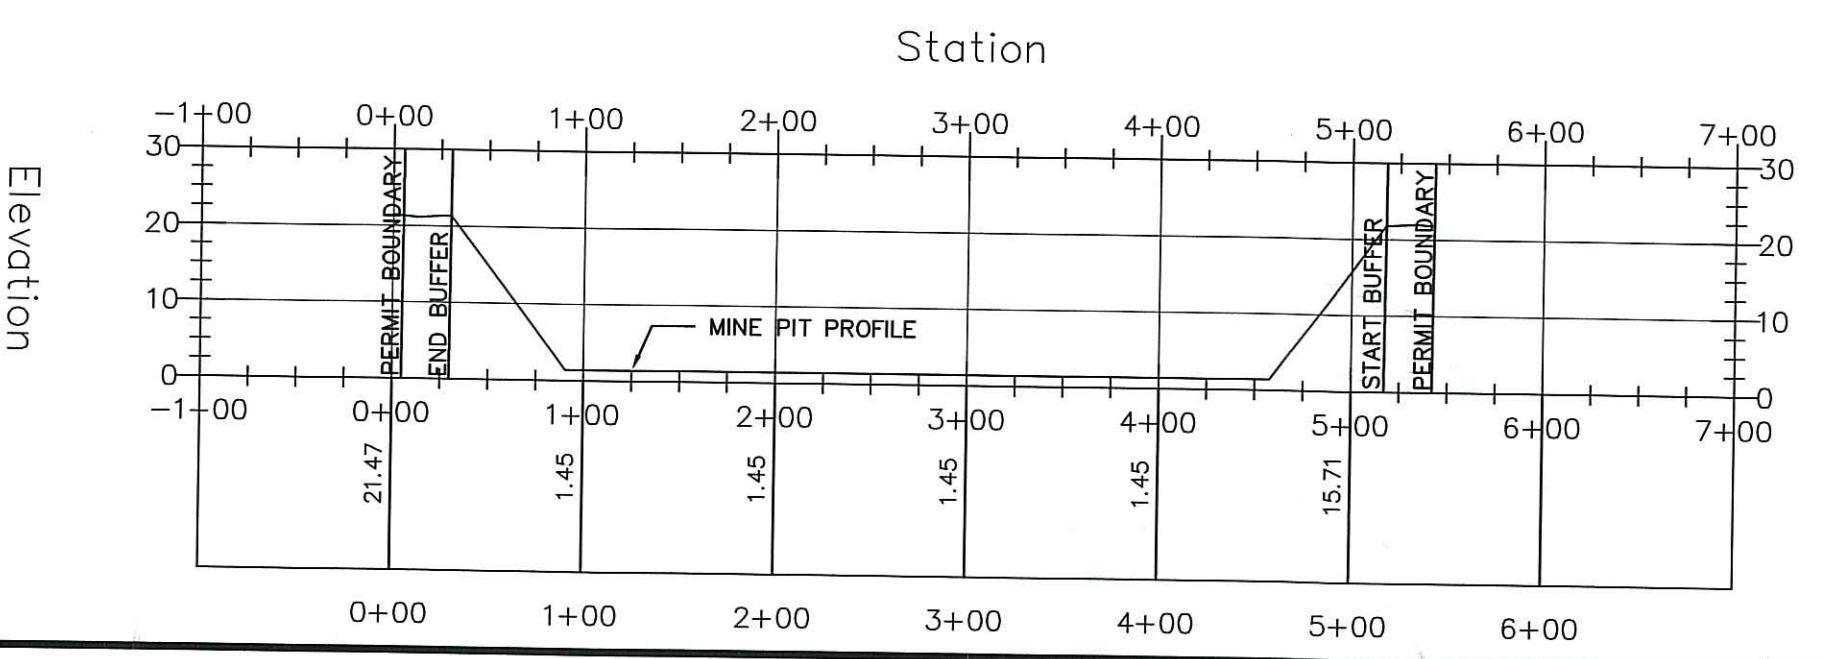 Station
−1+00 0+00 1+00 2+00 3+00 4+00 5+00 6+00 7+00
30 30
20 20
10 10
0 0
Elevation
PERMIT BOUNDARY
END BUFFER
MINE PIT PROFILE
START BUFFER
PERMIT BOUNDARY
−1+00 0+00 1+00 2+00 3+00 4+00 5+00 6+00 7+00
21.47 1.45 1.45 1.45 1.45 15.71
0+00 1+00 2+00 3+00 4+00 5+00 6+00